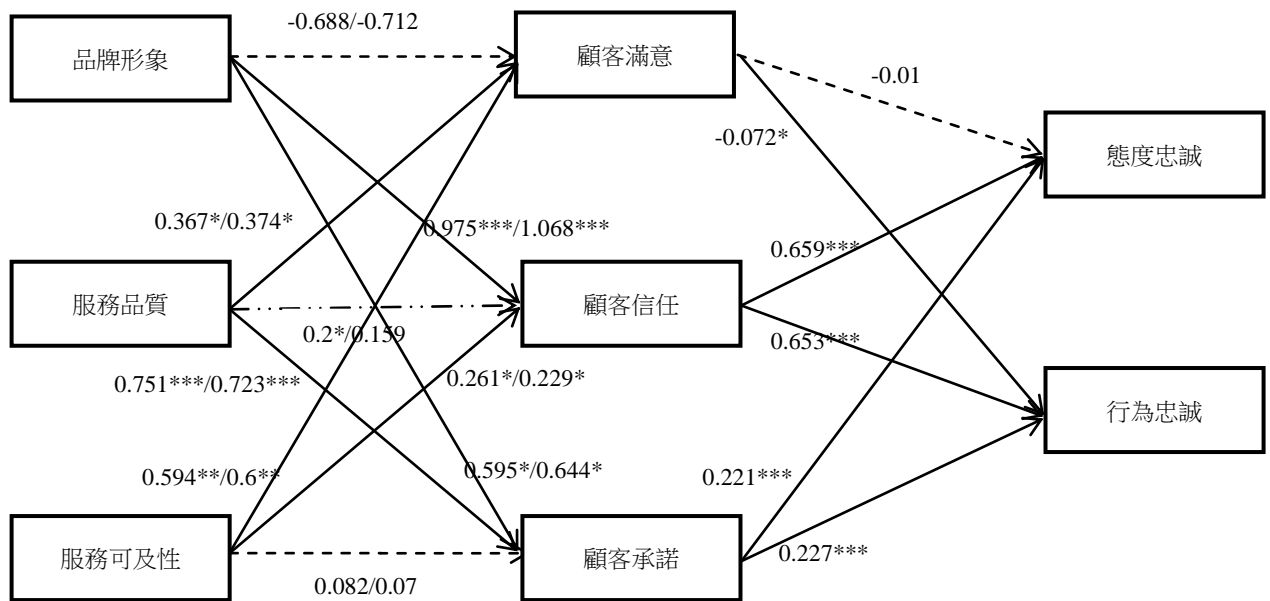 -0.688/-0.712
品牌形象
顧客滿意
-0.01
-0.072*
態度忠誠
0.367*/0.374*
0.975***/1.068***
0.659***
服務品質
顧客信任
0.2*/0.159
0.653***
0.751***/0.723***
0.261*/0.229*
行為忠誠
0.594**/0.6**
0.595*/0.644*
0.221***
服務可及性
顧客承諾
0.227***
0.082/0.07